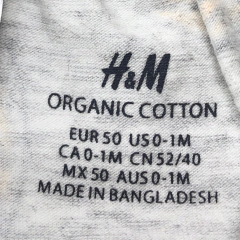 H&M
ORGANIC COTTON
EUR 50 US 0-1M
CA 0-1M CN 52/40
MX 50 AUS 0-1M
MADE IN BANGLADESH